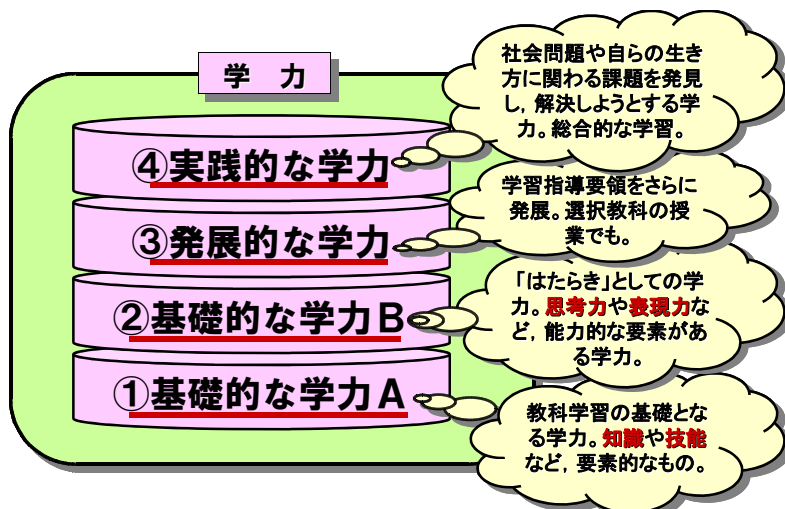 学　力
④実践的な学力
社会問題や自らの生き
方に関わる課題を発見
し，解決しようとする学
力。総合的な学習。
③発展的な学力
学習指導要領をさらに
発展。選択教科の授
業でも。
②基礎的な学力Ｂ
「はたらき」としての学
力。思考力や表現力な
ど，能力的な要素があ
る学力。
①基礎的な学力Ａ
教科学習の基礎とな
る学力。知識や技能
など，要素的なもの。